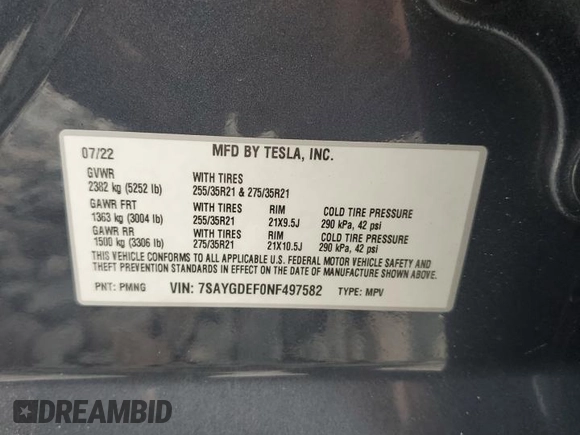 07/22 MFD BY TESLA, INC.
GVWR WITH TIRES
2382 kg (5252 lb) 255/35R21 & 275/35R21
GAWR FRT WITH TIRES RIM COLD TIRE PRESSURE
1363 kg (3004 lb) 255/35R21 21X9.5J 290 kPa, 42 psi
GAWR RR WITH TIRES RIM COLD TIRE PRESSURE
1500 kg (3306 lb) 275/35R21 21X10.5J 290 kPa, 42 psi
THIS VEHICLE CONFORMS TO ALL APPLICABLE U.S. FEDERAL MOTOR VEHICLE SAFETY AND
THEFT PREVENTION STANDARDS IN EFFECT ON THE DATE OF MANUFACTURE SHOWN ABOVE.
PNT: PMNG VIN: 7SAYGDEF0NF497582 TYPE: MPV
DREAMBID